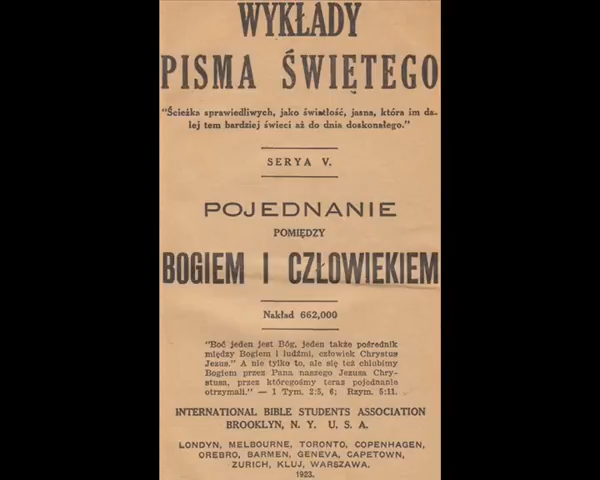 WYKŁADY
PISMA ŚWIĘTEGO
"Ścieżka sprawiedliwych, jako światłość, jasna, która im da-
lej tem bardziej świeci aż do dnia doskonałego."
SERYA V.
POJEDNANIE
POMIĘDZY
BOGIEM I CZŁOWIEKIEM
Nakład 662,000
"Boć jeden jest Bóg, jeden także pośrednik
między Bogiem i ludźmi, człowiek Chrystus
Jezus." A nie tylko to, ale się też chlubimy
Bogiem przez Pana naszego Jezusa Chry-
stusa, przez któregośmy teraz pojednanie
otrzymali." — 1 Tym. 2:5, 6; Rzym. 5:11.
INTERNATIONAL BIBLE STUDENTS ASSOCIATION
BROOKLYN, N. Y. U. S. A.
LONDYN, MELBOURNE, TORONTO, COPENHAGEN,
OREBRO, BARMEN, GENEVA, CAPETOWN,
ZURICH, KLUJ, WARSZAWA.
1923.